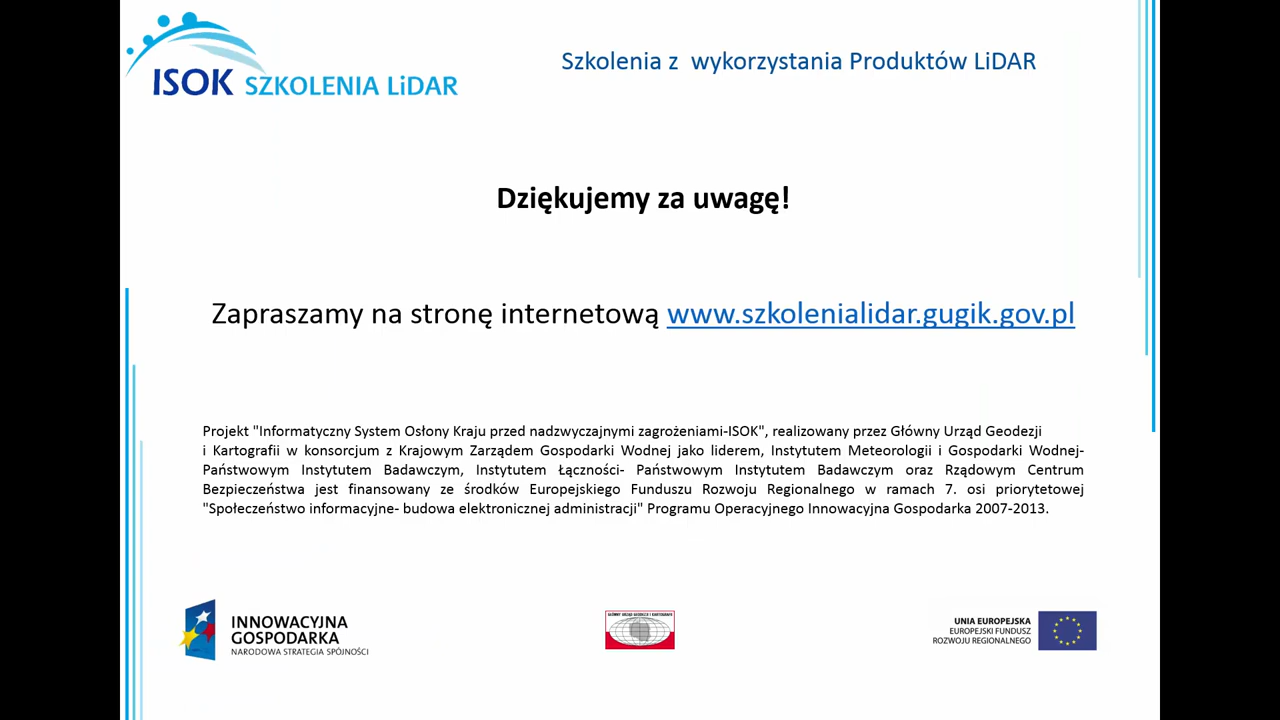 ISOK SZKOLENIA LiDAR
Szkolenia z wykorzystania Produktów LiDAR
Dziękujemy za uwagę!
Zapraszamy na stronę internetową www.szkolenialidar.gugik.gov.pl
Projekt "Informatyczny System Osłony Kraju przed nadzwyczajnymi zagrożeniami-ISOK", realizowany przez Główny Urząd Geodezji
i Kartografii w konsorcjum z Krajowym Zarządem Gospodarki Wodnej jako liderem, Instytutem Meteorologii i Gospodarki Wodnej-
Państwowym Instytutem Badawczym, Instytutem Łączności- Państwowym Instytutem Badawczym oraz Rządowym Centrum
Bezpieczeństwa jest finansowany ze środków Europejskiego Funduszu Rozwoju Regionalnego w ramach 7. osi priorytetowej
"Społeczeństwo informacyjne- budowa elektronicznej administracji" Programu Operacyjnego Innowacyjna Gospodarka 2007-2013.
INNOWACYJNA
GOSPODARKA
NARODOWA STRATEGIA SPÓJNOŚCI
GŁÓWNY URZĄD GEODEZJI I KARTOGRAFII
UNIA EUROPEJSKA
EUROPEJSKI FUNDUSZ
ROZWOJU REGIONALNEGO